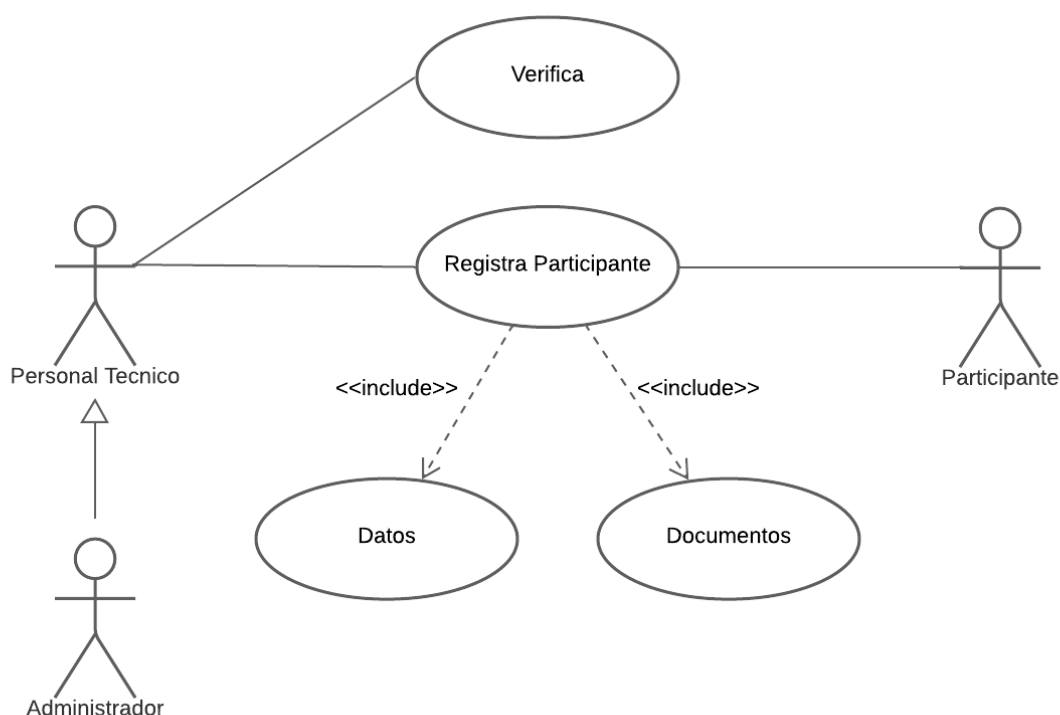 Verifica
Registra Participante
Personal Tecnico
Participante
<<include>>
<<include>>
Datos
Documentos
Administrador